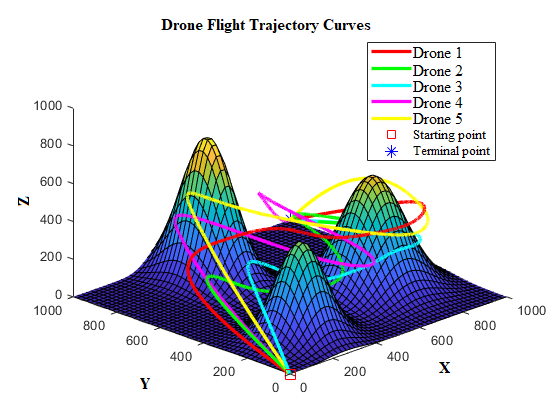 Drone Flight Trajectory Curves
Drone 1
Drone 2
Drone 3
Drone 4
Drone 5
Starting point
Terminal point
1000
800
600
400
200
0
Z
1000
800
600
400
200
0
Y
0
200
400
600
800
1000
X